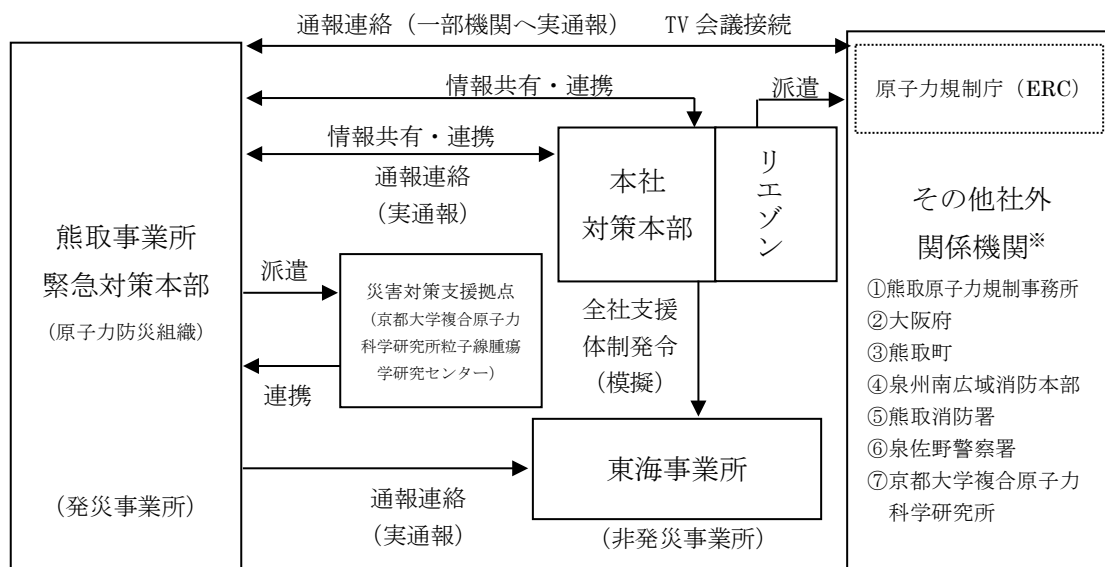 通報連絡（一部機関へ実通報）　TV 会議接続
情報共有・連携
派遣
原子力規制庁（ERC）
情報共有・連携
通報連絡
（実通報）
本社
対策本部
リエゾン
その他社外
関係機関※
熊取事業所
緊急対策本部
（原子力防災組織）
派遣
災害対策支援拠点
（京都大学複合原子力
科学研究所粒子線腫瘍
学研究センター）
連携
全社支援
体制発令
（模擬）
①熊取原子力規制事務所
②大阪府
③熊取町
④泉州南広域消防本部
⑤熊取消防署
⑥泉佐野警察署
⑦京都大学複合原子力
科学研究所
東海事業所
（発災事業所）
通報連絡
（実通報）
（非発災事業所）